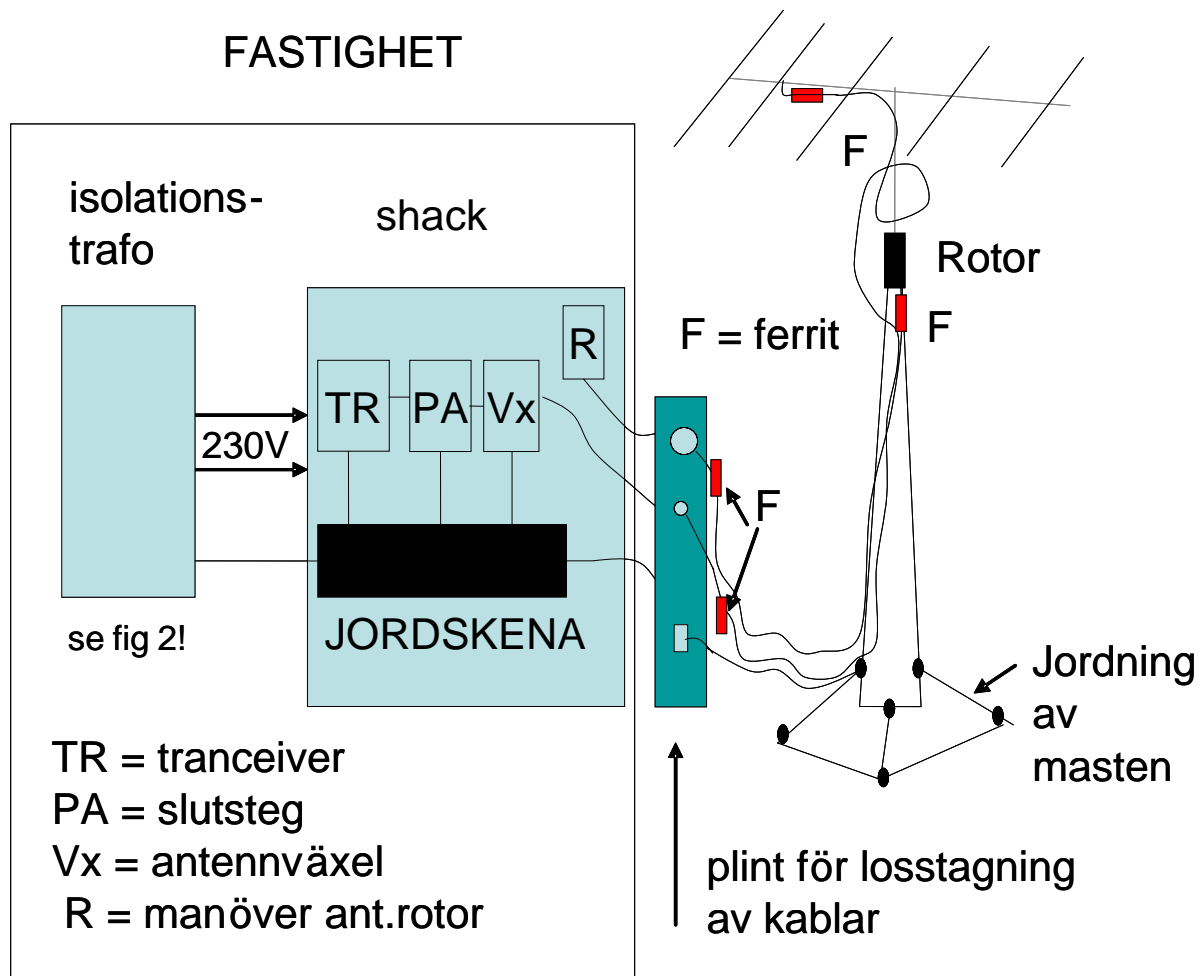 FASTIGHET
isolations-
trafo
shack
F
Rotor
R
F = ferrit
F
TR
PA
Vx
230V
F
JORDSKENA
se fig 2!
Jordning
av
masten
TR = tranceiver
PA = slutsteg
Vx = antennväxel
R = manöver ant.rotor
plint för losstagning
av kablar